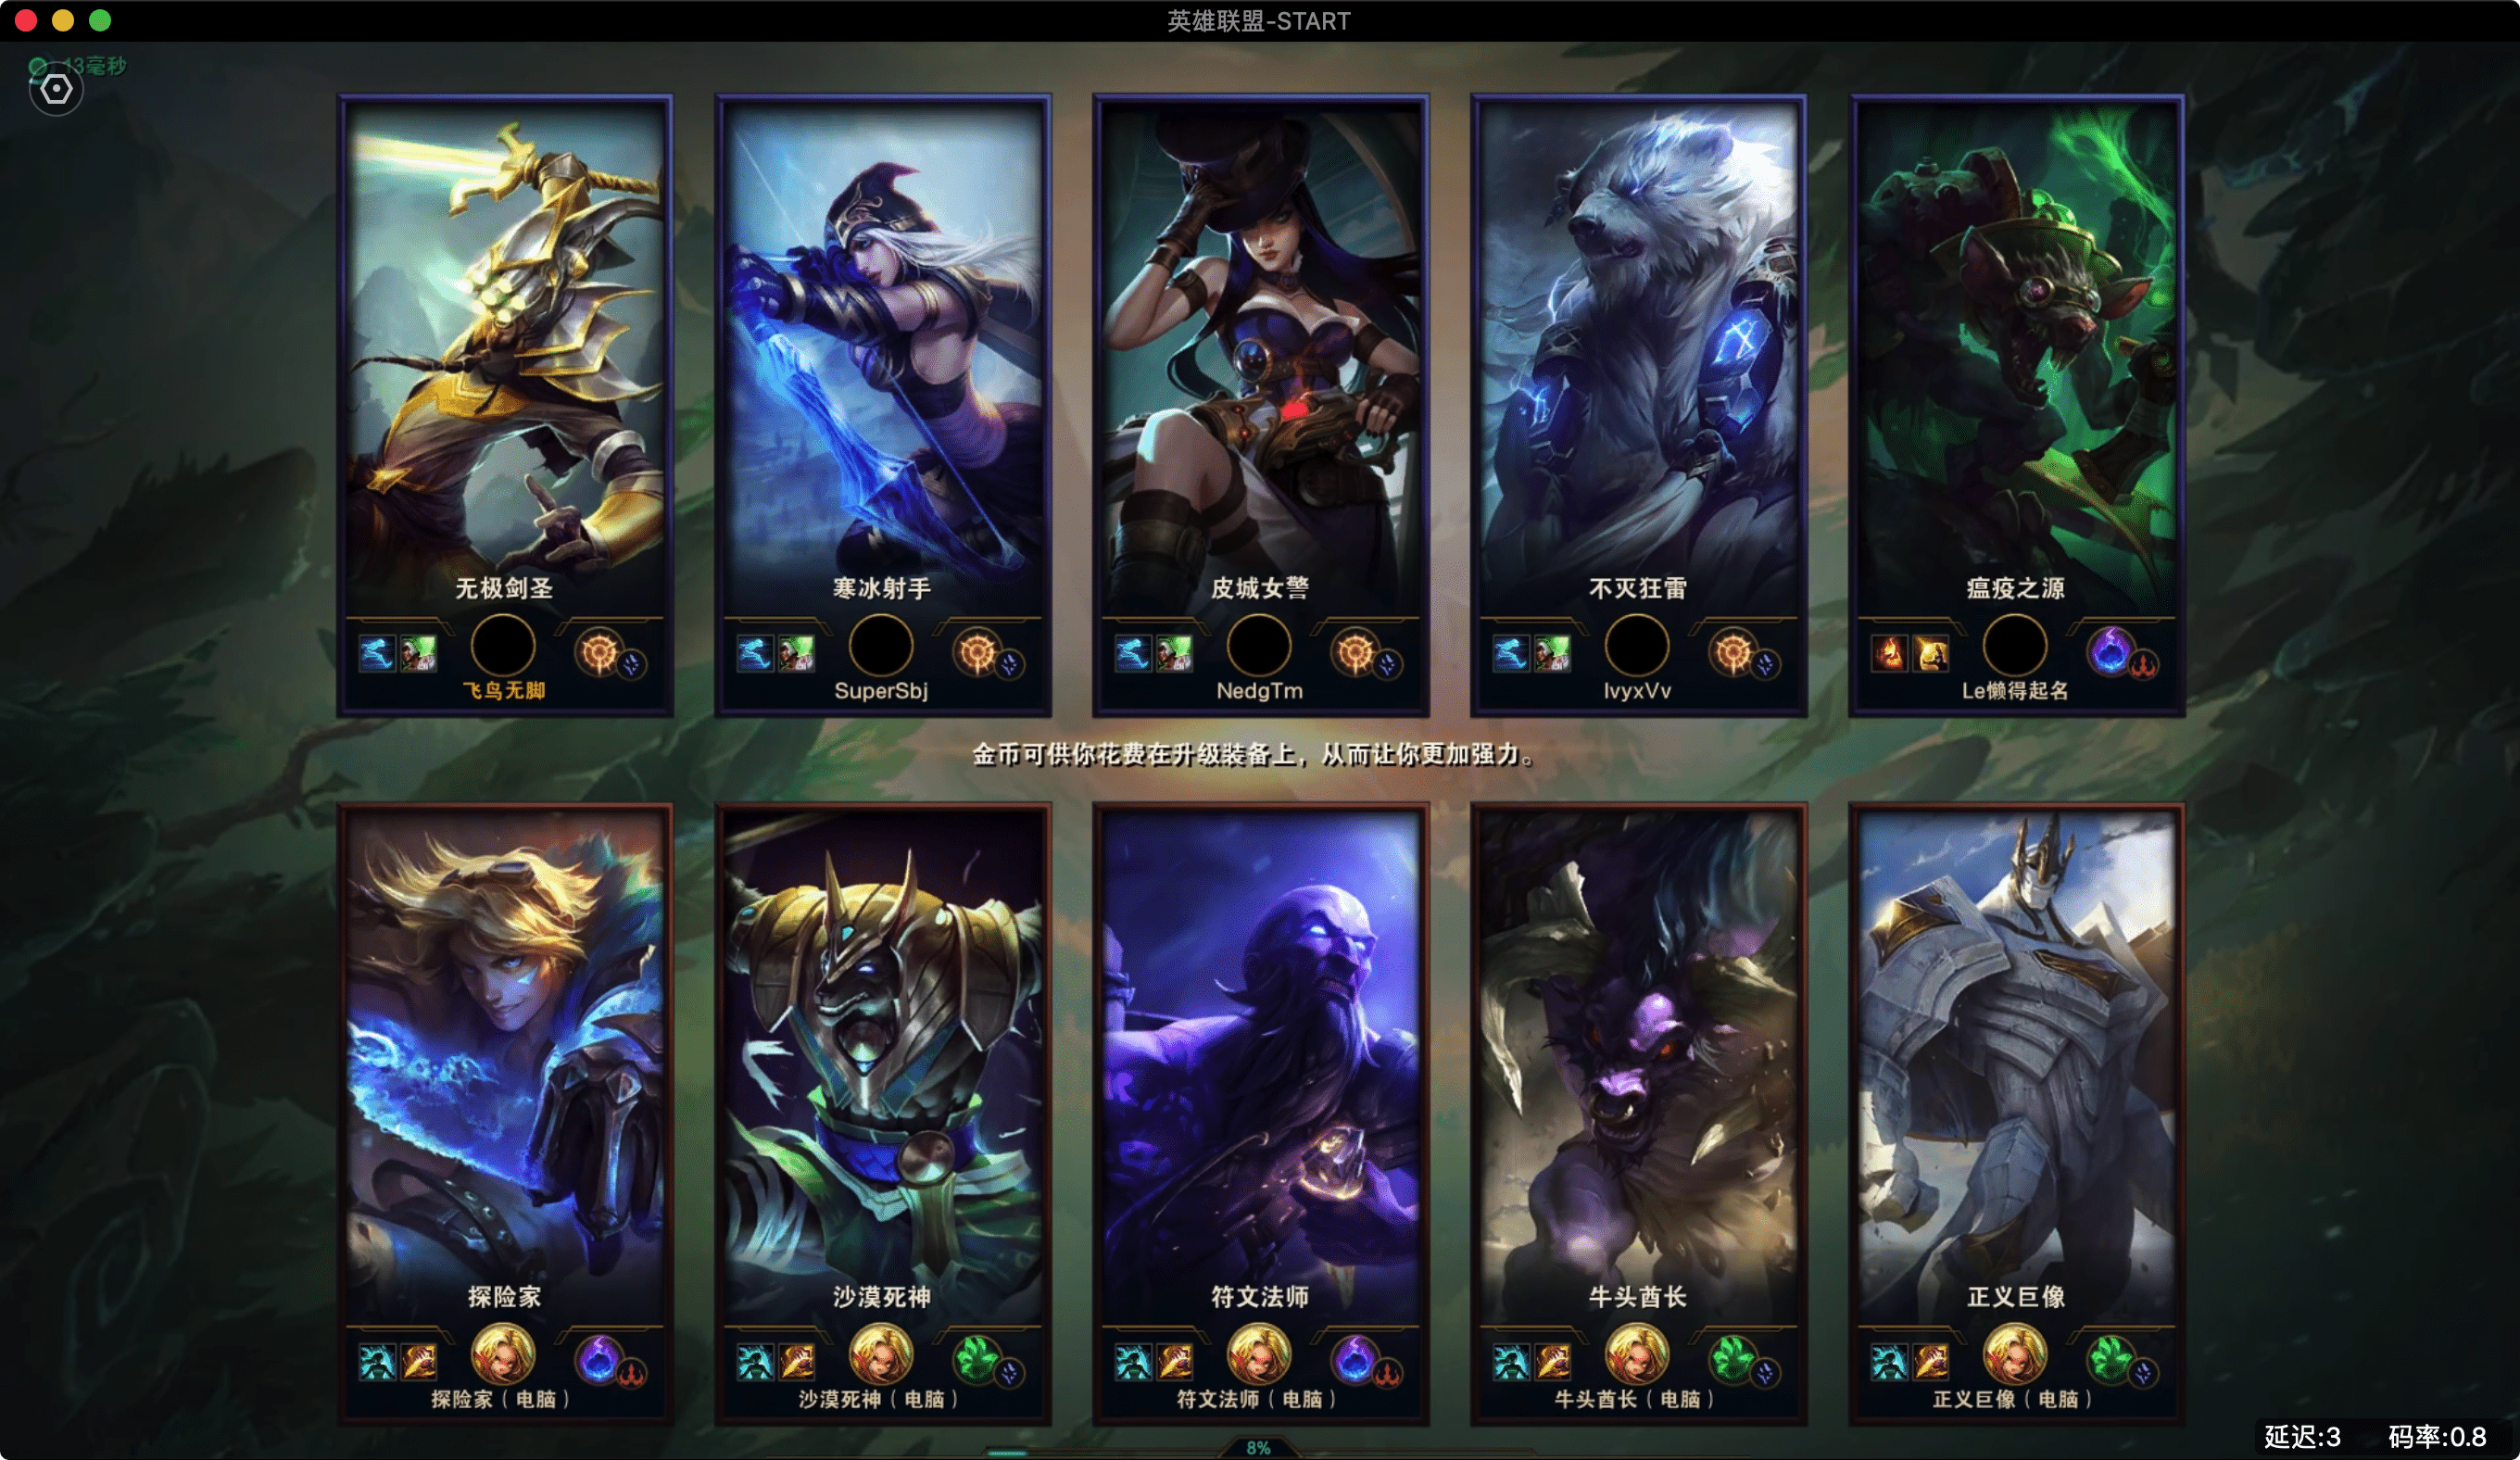 英雄联盟-START
13毫秒
无极剑圣
飞鸟无脚
寒冰射手
SuperSbj
皮城女警
NedgTm
不灭狂雷
IvyxVv
瘟疫之源
Le懒得起名
金币可供你花费在升级装备上，从而让你更加强力。
探险家
探险家（电脑）
沙漠死神
沙漠死神（电脑）
符文法师
符文法师（电脑）
牛头酋长
牛头酋长（电脑）
正义巨像
正义巨像（电脑）
8%
延迟:3 码率:0.8